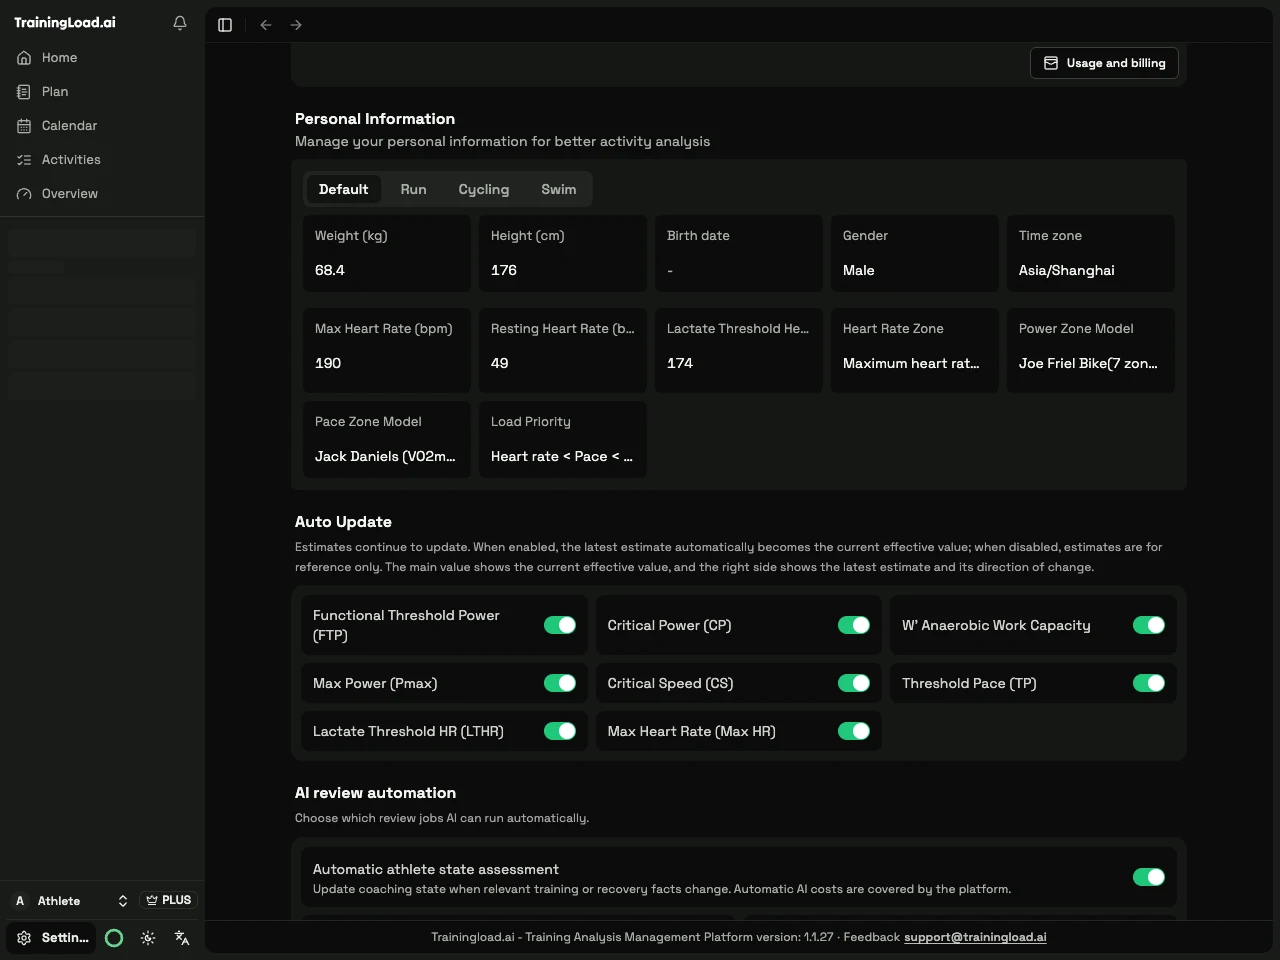 TrainingLoad.ai
Home
Plan
Calendar
Activities
Overview
Usage and billing
Personal Information
Manage your personal information for better activity analysis
Default Run Cycling Swim
Weight (kg) Height (cm) Birth date Gender Time zone
68.4 176 - Male Asia/Shanghai
Max Heart Rate (bpm) Resting Heart Rate (b... Lactate Threshold He... Heart Rate Zone Power Zone Model
190 49 174 Maximum heart rat... Joe Friel Bike(7 zon...
Pace Zone Model Load Priority
Jack Daniels (VO2m... Heart rate < Pace < ...
Auto Update
Estimates continue to update. When enabled, the latest estimate automatically becomes the current effective value; when disabled, estimates are for
reference only. The main value shows the current effective value, and the right side shows the latest estimate and its direction of change.
Functional Threshold Power
(FTP)
Critical Power (CP)
W' Anaerobic Work Capacity
Max Power (Pmax) Critical Speed (CS) Threshold Pace (TP)
Lactate Threshold HR (LTHR) Max Heart Rate (Max HR)
AI review automation
Choose which review jobs AI can run automatically.
Automatic athlete state assessment
Update coaching state when relevant training or recovery facts change. Automatic AI costs are covered by the platform.
A Athlete PLUS
Settin...
Trainingload.ai - Training Analysis Management Platform version: 1.1.27 · Feedback support@trainingload.ai